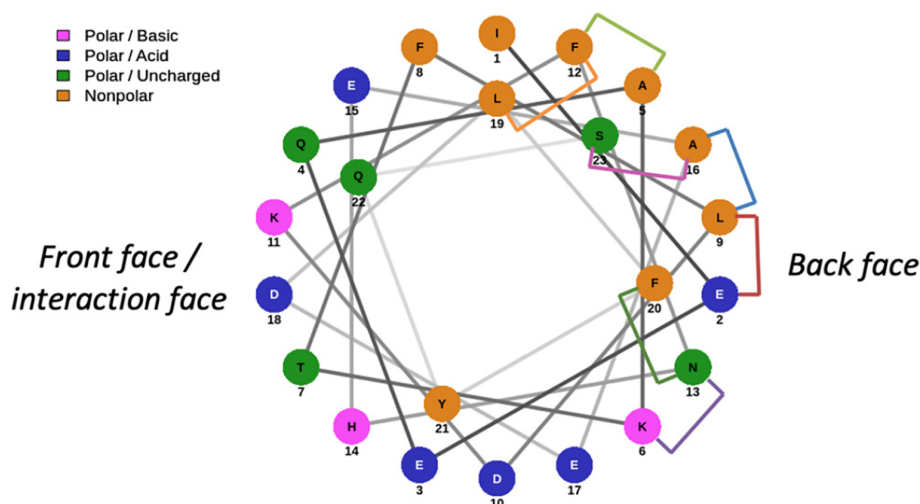 Polar / Basic
Polar / Acid
Polar / Uncharged
Nonpolar
I
1
F
8
F
12
L
19
E
15
A
5
S
23
Q
4
A
16
Q
22
K
11
L
9
Front face /
interaction face
Back face
D
18
F
20
E
2
T
7
N
13
Y
21
H
14
K
6
E
3
D
10
E
17